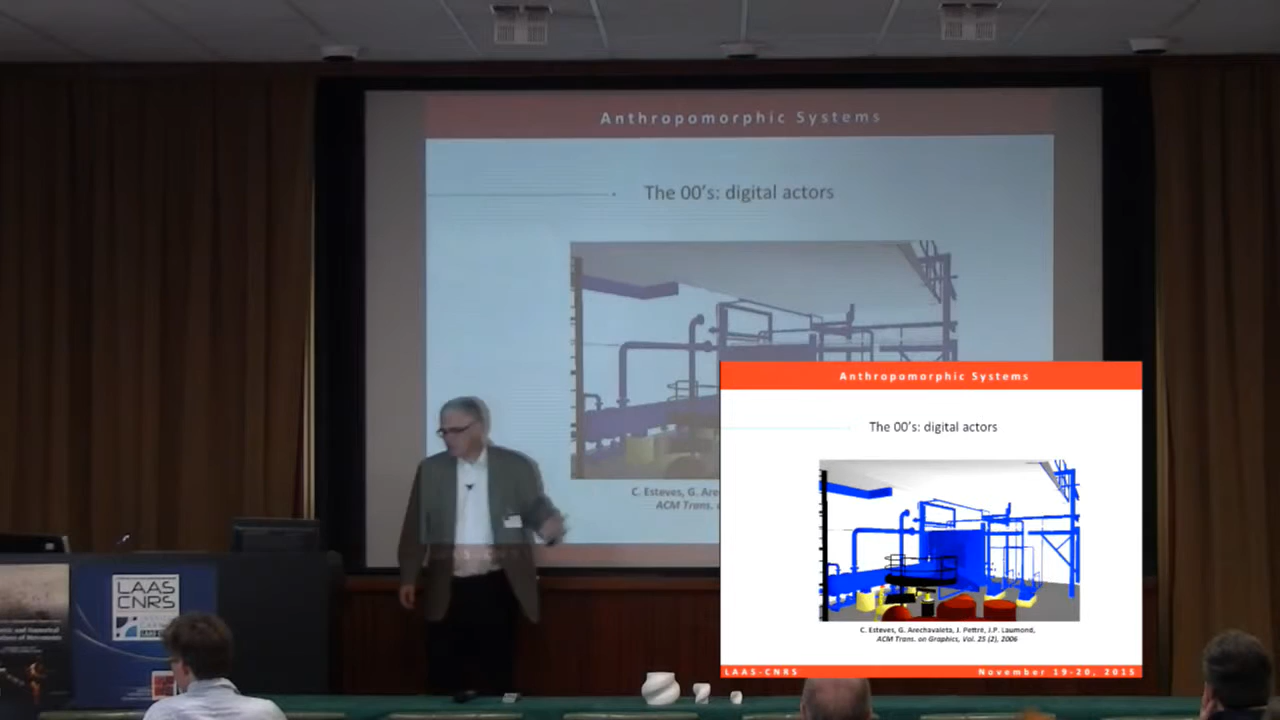 Anthropomorphic Systems
The 00's: digital actors
C. Esteves, G. Are
ACM Trans.
LAAS-CNRS
Anthropomorphic Systems
The 00's: digital actors
C. Esteves, G. Arechavaleta, J. Pettré, J.P. Laumond,
ACM Trans. on Graphics, Vol. 25 (2), 2006
LAAS-CNRS
November 19-20, 2015
LAAS
CNRS